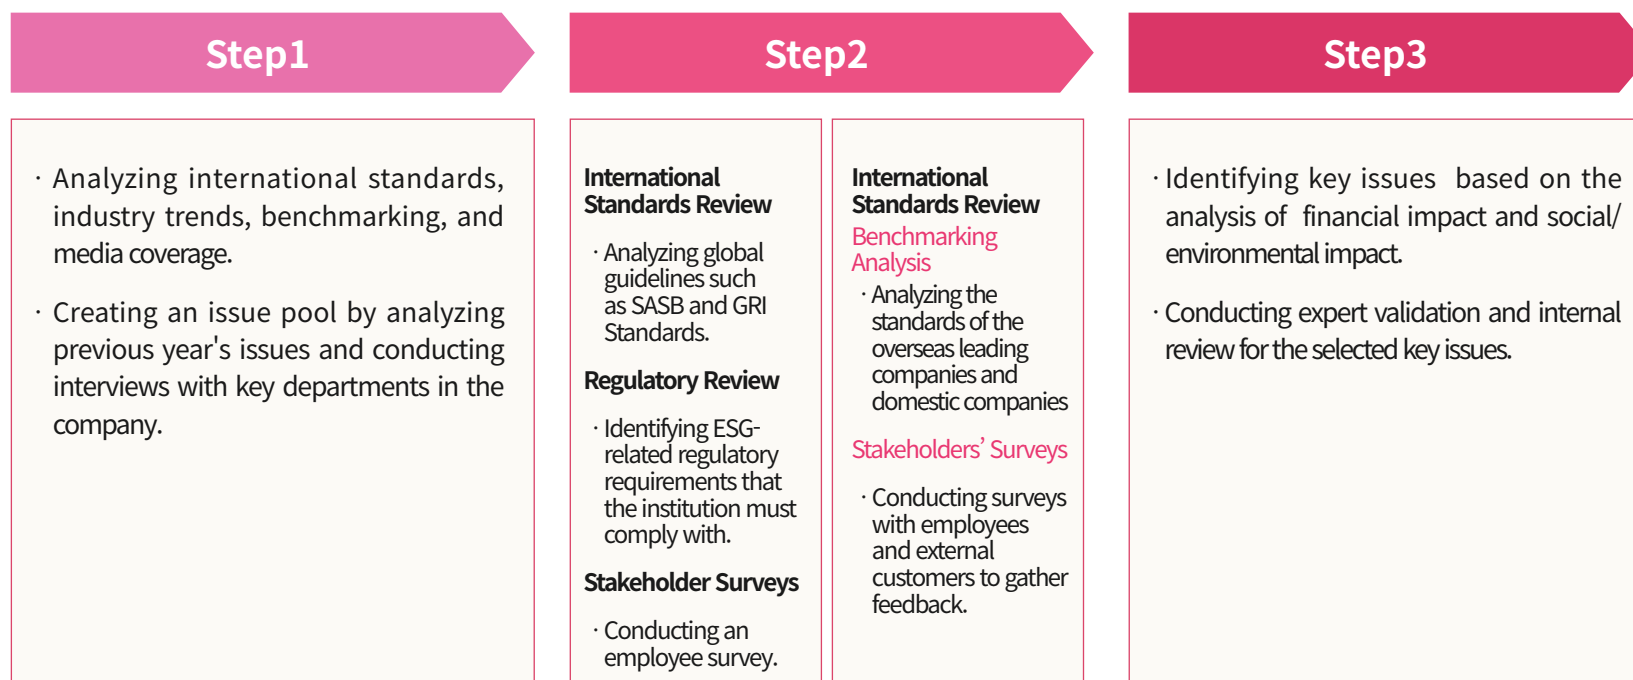 Step1
· Analyzing international standards,
industry trends, benchmarking, and
media coverage.
· Creating an issue pool by analyzing
previous year's issues and conducting
interviews with key departments in the
company.
Step2
International
Standards Review
· Analyzing global
guidelines such
as SASB and GRI
Standards.
Regulatory Review
· Identifying ESG-
related regulatory
requirements that
the institution must
comply with.
Stakeholder Surveys
· Conducting an
employee survey.
International
Standards Review
Benchmarking
Analysis
· Analyzing the
standards of the
overseas leading
companies and
domestic companies
Stakeholders’ Surveys
· Conducting surveys
with employees
and external
customers to gather
feedback.
Step3
· Identifying key issues based on the
analysis of financial impact and social/
environmental impact.
· Conducting expert validation and internal
review for the selected key issues.